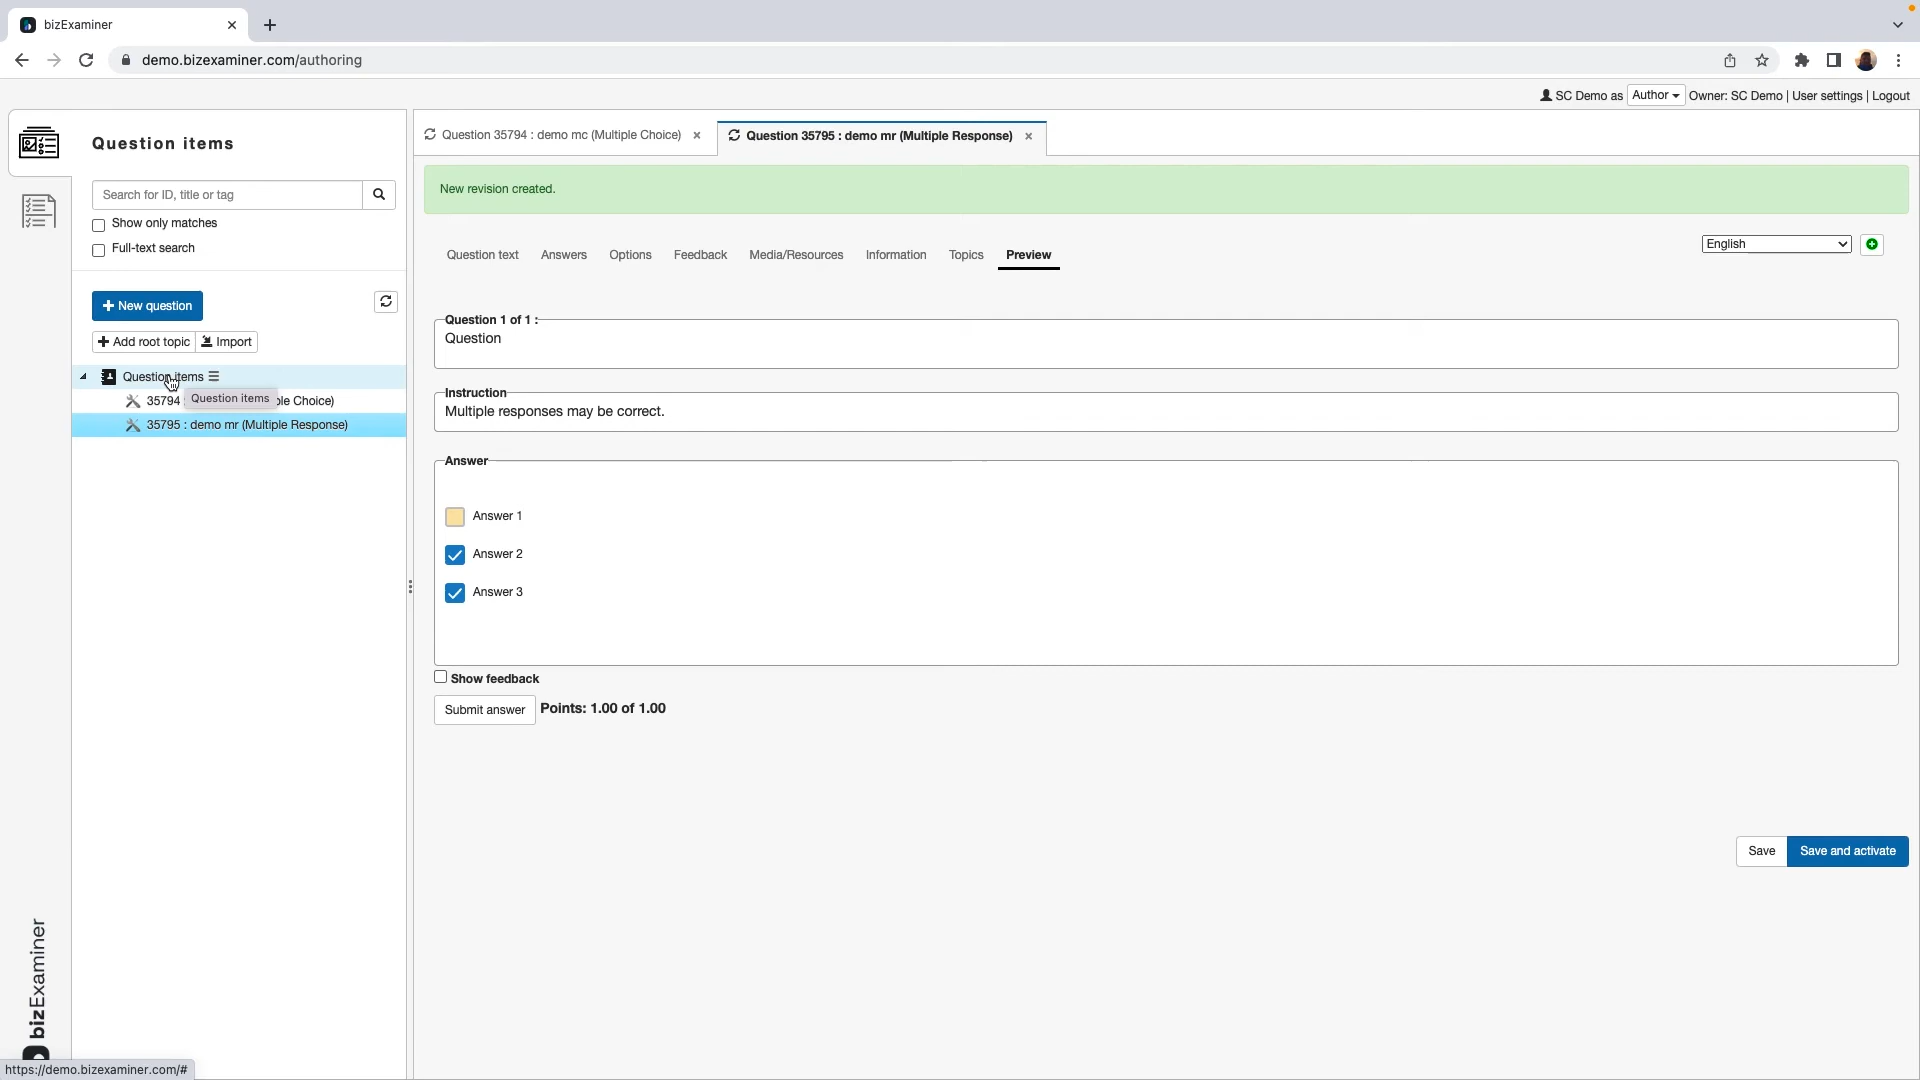 bizExaminer
demo.bizexaminer.com/authoring
SC Demo as Author Owner: SC Demo | User settings | Logout
Question items
Search for ID, title or tag
Show only matches
Full-text search
New question
Add root topic
Import
Question items
Question items
35794
ple Choice)
35795 : demo mr (Multiple Response)
bizExaminer
https://demo.bizexaminer.com/#
Question 35794 : demo mc (Multiple Choice)
Question 35795 : demo mr (Multiple Response)
New revision created.
Question text
Answers
Options
Feedback
Media/Resources
Information
Topics
Preview
English
Question 1 of 1 :
Question
Instruction
Multiple responses may be correct.
Answer
Answer 1
Answer 2
Answer 3
Show feedback
Submit answer
Points: 1.00 of 1.00
Save
Save and activate